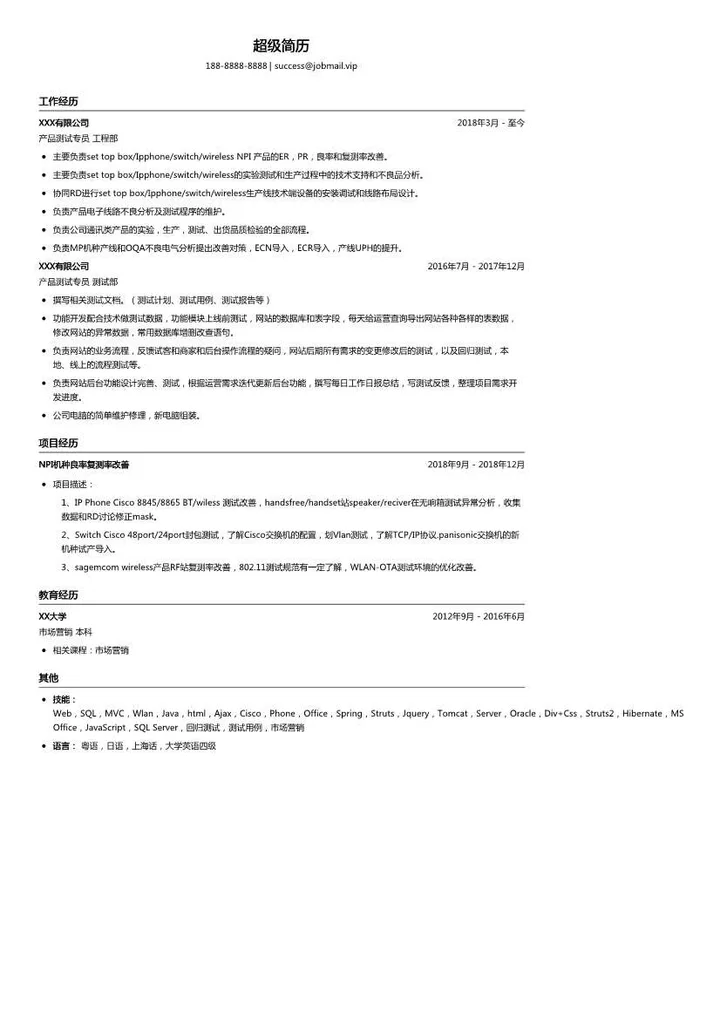 超级简历
188-8888-8888 | success@jobmail.vip
工作经历
XXX有限公司 2018年3月 - 至今
产品测试专员 工程部
• 主要负责set top box/Ipphone/switch/wireless NPI 产品的ER，PR，良率和复测率改善。
• 主要负责set top box/Ipphone/switch/wireless的实验测试和生产过程中的技术支持和不良品分析。
• 协同RD进行set top box/Ipphone/switch/wireless生产线技术端设备的安装调试和线路布局设计。
• 负责产品电子线路不良分析及测试程序的维护。
• 负责公司通讯类产品的实验，生产，测试、出货品质检验的全部流程。
• 负责MP机种产线和OQA不良电气分析提出改善对策，ECN导入，ECR导入，产线UPH的提升。
XXX有限公司 2016年7月 - 2017年12月
产品测试专员 测试部
• 撰写相关测试文档。（测试计划、测试用例、测试报告等）
• 功能开发配合技术做测试数据，功能模块上线前测试，网站的数据库和表字段，每天给运营查询导出网站各种各样的表数据，
修改网站的异常数据，常用数据库增删改查语句。
• 负责网站的业务流程，反馈试客和商家和后台操作流程的疑问，网站后期所有需求的变更修改后的测试，以及回归测试，本
地、线上的流程测试等。
• 负责网站后台功能设计完善、测试，根据运营需求迭代更新后台功能，撰写每日工作日报总结，写测试反馈，整理项目需求开
发进度。
• 公司电脑的简单维护修理，新电脑组装。
项目经历
NPI机种良率复测率改善 2018年9月 - 2018年12月
• 项目描述：
1、IP Phone Cisco 8845/8865 BT/wiless 测试改善，handsfree/handset站speaker/reciver在无响箱测试异常分析，收集
数据和RD讨论修正mask。
2、Switch Cisco 48port/24port封包测试，了解Cisco交换机的配置，划Vlan测试，了解TCP/IP协议.panisonic交换机的新
机种试产导入。
3、sagemcom wireless产品RF站复测率改善，802.11测试规范有一定了解，WLAN-OTA测试环境的优化改善。
教育经历
XX大学 2012年9月 - 2016年6月
市场营销 本科
• 相关课程：市场营销
其他
• 技能：
Web，SQL，MVC，Wlan，Java，html，Ajax，Cisco，Phone，Office，Spring，Struts，Jquery，Tomcat，Server，Oracle，Div+Css，Struts2，Hibernate，MS
Office，JavaScript，SQL Server，回归测试，测试用例，市场营销
• 语言： 粤语，日语，上海话，大学英语四级